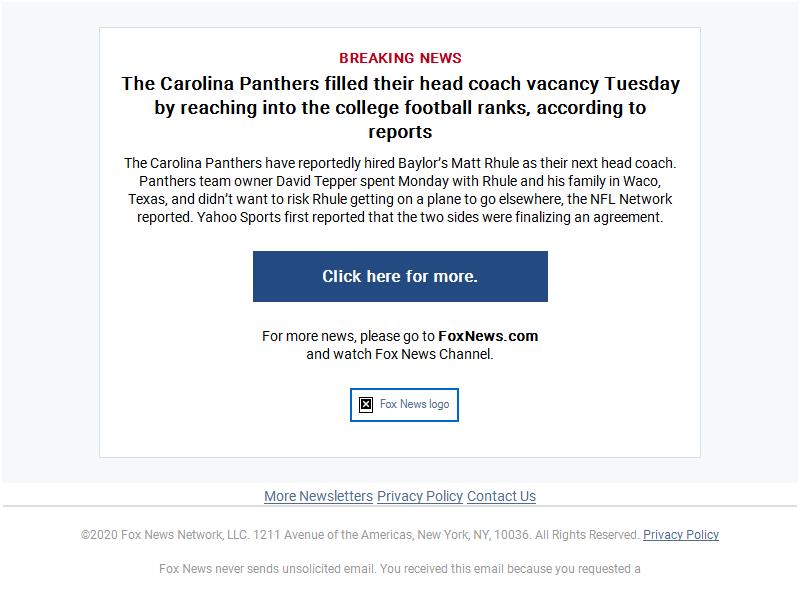 BREAKING NEWS
The Carolina Panthers filled their head coach vacancy Tuesday
by reaching into the college football ranks, according to
reports
The Carolina Panthers have reportedly hired Baylor’s Matt Rhule as their next head coach.
Panthers team owner David Tepper spent Monday with Rhule and his family in Waco,
Texas, and didn’t want to risk Rhule getting on a plane to go elsewhere, the NFL Network
reported. Yahoo Sports first reported that the two sides were finalizing an agreement.
Click here for more.
For more news, please go to FoxNews.com
and watch Fox News Channel.
Fox News logo
More Newsletters Privacy Policy Contact Us
©2020 Fox News Network, LLC. 1211 Avenue of the Americas, New York, NY, 10036. All Rights Reserved. Privacy Policy
Fox News never sends unsolicited email. You received this email because you requested a